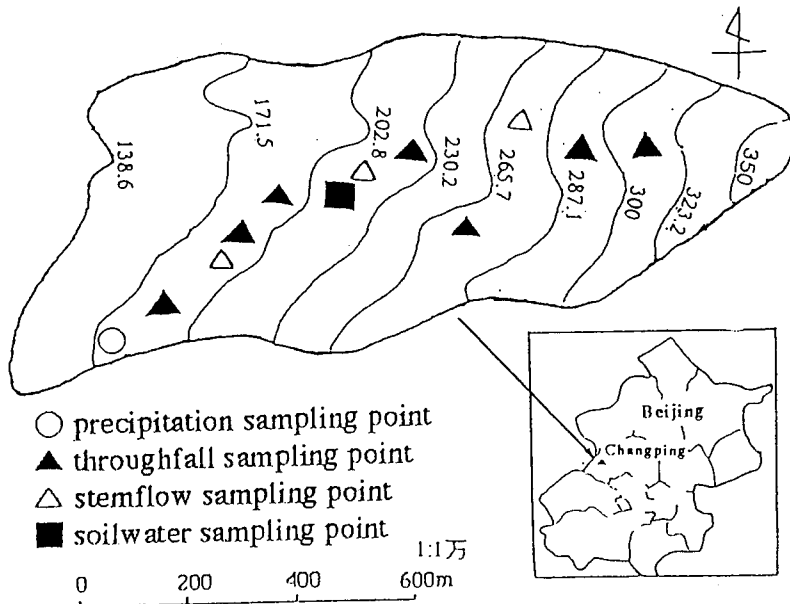 138.6
171.5
202.8
230.2
265.7
287.1
300
323.2
350
○ precipitation sampling point
▲ throughfall sampling point
△ stemflow sampling point
■ soilwater sampling point
1:1万
0 200 400 600m
Beijing
Changping